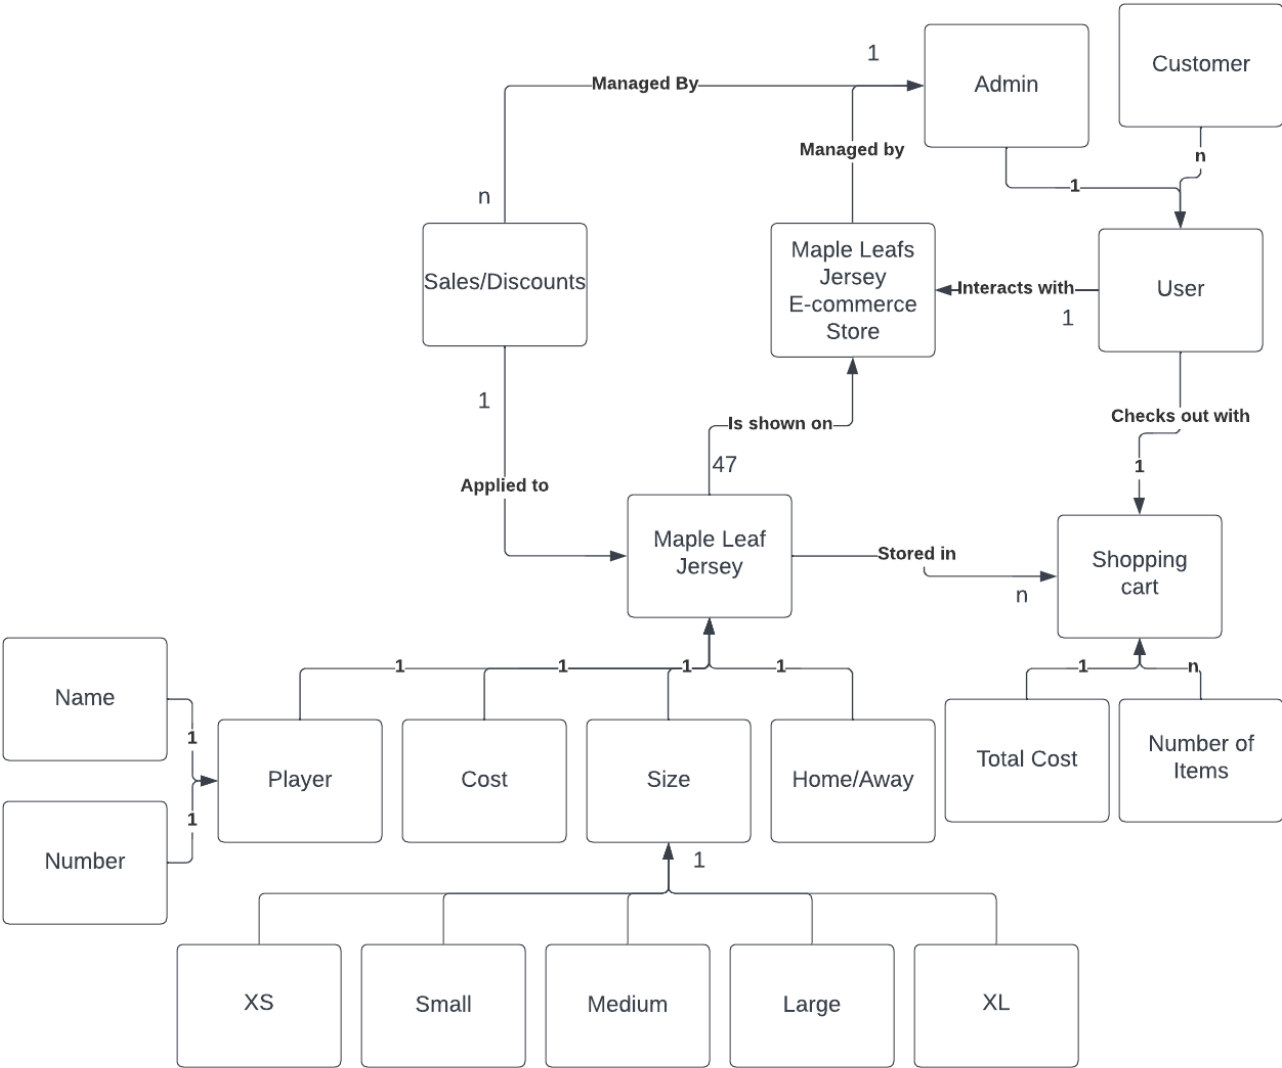 1
Managed By
Admin
Customer
Managed by
n
1
n
Sales/Discounts
Maple Leafs
Jersey
E-commerce
Store
Interacts with
User
1
1
Is shown on
Checks out with
47
1
Applied to
Maple Leaf
Jersey
Stored in
n
Shopping
cart
1
1
1
1
1
n
Name
1
Player
Cost
Size
Home/Away
Total Cost
Number of
Items
1
Number
1
XS
Small
Medium
Large
XL